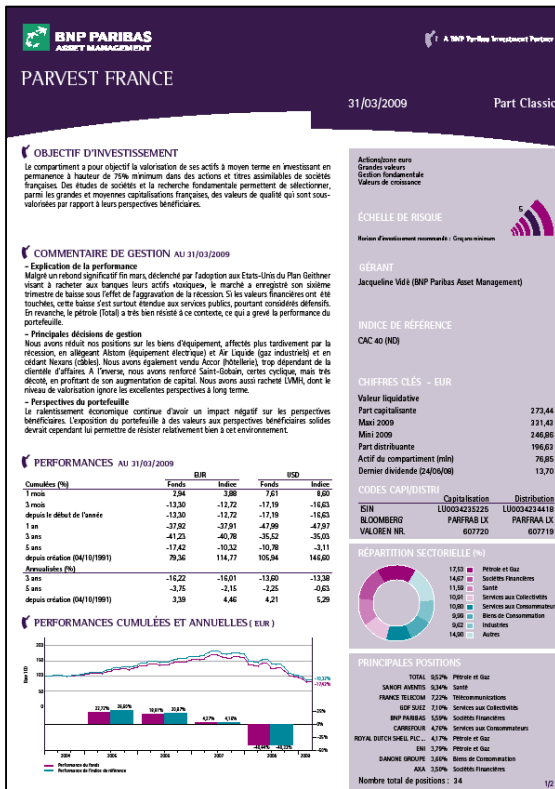 BNP PARIBAS
ASSET MANAGEMENT
A BNP Paribas Investment Partner
PARVEST FRANCE
31/03/2009 Part Classic
OBJECTIF D'INVESTISSEMENT
Le compartiment a pour objectif la valorisation de ses actifs à moyen terme en investissant en
permanence à hauteur de 75% minimum dans des actions et titres assimilables de sociétés
françaises. Des études de sociétés et la recherche fondamentale permettent de sélectionner,
parmi les grandes et moyennes capitalisations françaises, des valeurs de qualité qui sont sous-
valorisées par rapport à leurs perspectives bénéficiaires.
COMMENTAIRE DE GESTION AU 31/03/2009
– Explication de la performance
Malgré un rebond significatif fin mars, déclenché par l'adoption aux Etats-Unis du Plan Geithner
visant à racheter aux banques leurs actifs «toxiques», le marché a enregistré son sixième
trimestre de baisse sous l'effet de l'aggravation de la récession. Si les valeurs financières ont été
touchées, cette baisse s'est surtout étendue aux services publics, pourtant considérés défensifs.
En revanche, le pétrole (Total) a très bien résisté à ce contexte, ce qui a grevé la performance du
portefeuille.
– Principales décisions de gestion
Nous avons réduit nos positions sur les biens d'équipement, affectés plus tardivement par la
récession, en allégeant Alstom (équipement électrique) et Air Liquide (gaz industriels) et en
cédant Nexans (câbles). Nous avons également vendu Accor (hôtellerie), trop dépendant de la
clientèle d'affaires. A l'inverse, nous avons renforcé Saint-Gobain, certes cyclique, mais très
décoté, en profitant de son augmentation de capital. Nous avons aussi racheté LVMH, dont le
niveau de valorisation ignore les excellentes perspectives à long terme.
– Perspectives du portefeuille
Le ralentissement économique continue d'avoir un impact négatif sur les perspectives
bénéficiaires. L'exposition du portefeuille à des valeurs aux perspectives bénéficiaires solides
devrait cependant lui permettre de résister relativement bien à cet environnement.
PERFORMANCES AU 31/03/2009
EUR USD
Cumulées (%) Fonds Indice Fonds Indice
1 mois 2,94 3,88 7,61 8,60
3 mois -13,30 -12,72 -17,19 -16,63
depuis le début de l'année -13,30 -12,72 -17,19 -16,63
1 an -37,92 -37,91 -47,99 -47,97
3 ans -41,23 -40,78 -35,52 -35,03
5 ans -17,42 -10,32 -10,78 -3,11
depuis création (04/10/1991) 79,36 114,77 105,94 146,60
Annualisées (%)
3 ans -16,22 -16,01 -13,60 -13,38
5 ans -3,75 -2,15 -2,25 -0,63
depuis création (04/10/1991) 3,39 4,46 4,21 5,29
PERFORMANCES CUMULÉES ET ANNUELLES ( EUR )
200
150
100
50
0
-10,32%
-17,42%
25%
0%
-25%
-50%
4,27%
2004 2005 2006 2007 2008 2009
Performance du fonds
Performance de l'indice de référence
Actions/zone euro
Grandes valeurs
Gestion fondamentale
Valeurs de croissance
ÉCHELLE DE RISQUE
Horizon d'investissement recommandé : Cinq ans minimum
GÉRANT
Jacqueline Vidè (BNP Paribas Asset Management)
INDICE DE RÉFÉRENCE
CAC 40 (ND)
CHIFFRES CLÉS – EUR
Valeur liquidative
Part capitalisante 273,44
Maxi 2009 331,43
Mini 2009 246,86
Part distribuante 196,63
Actif du compartiment (mln) 76,85
Dernier dividende (24/06/08) 13,70
CODES CAPI/DISTRI
Capitalisation Distribution
ISIN LU0034235225 LU0034234418
BLOOMBERG PARFRAB LX PARFRAA LX
VALOREN NR. 607720 607719
RÉPARTITION SECTORIELLE (%)
17,53 Pétrole et Gaz
14,67 Sociétés Financières
11,59 Santé
10,91 Services aux Collectivités
10,80 Services aux Consommateurs
9,99 Biens de Consommation
9,62 Industries
14,90 Autres
PRINCIPALES POSITIONS
TOTAL 9,52% Pétrole et Gaz
SANOFI AVENTIS 9,34% Santé
FRANCE TELECOM 7,22% Télécommunications
GDF SUEZ 7,10% Services aux Collectivités
BNP PARIBAS 5,59% Sociétés Financières
CARREFOUR 4,76% Services aux Consommateurs
ROYAL DUTCH SHELL PLC ... 4,17% Pétrole et Gaz
ENI 3,79% Pétrole et Gaz
DANONE GROUPE 3,66% Biens de Consommation
AXA 3,50% Sociétés Financières
Nombre total de positions : 34
1/2